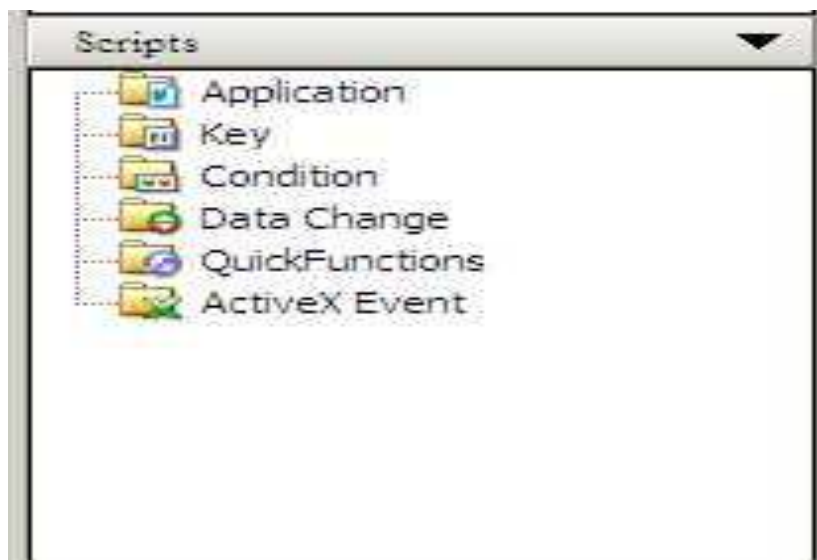 Scripts
Application
Key
Condition
Data Change
QuickFunctions
ActiveX Event